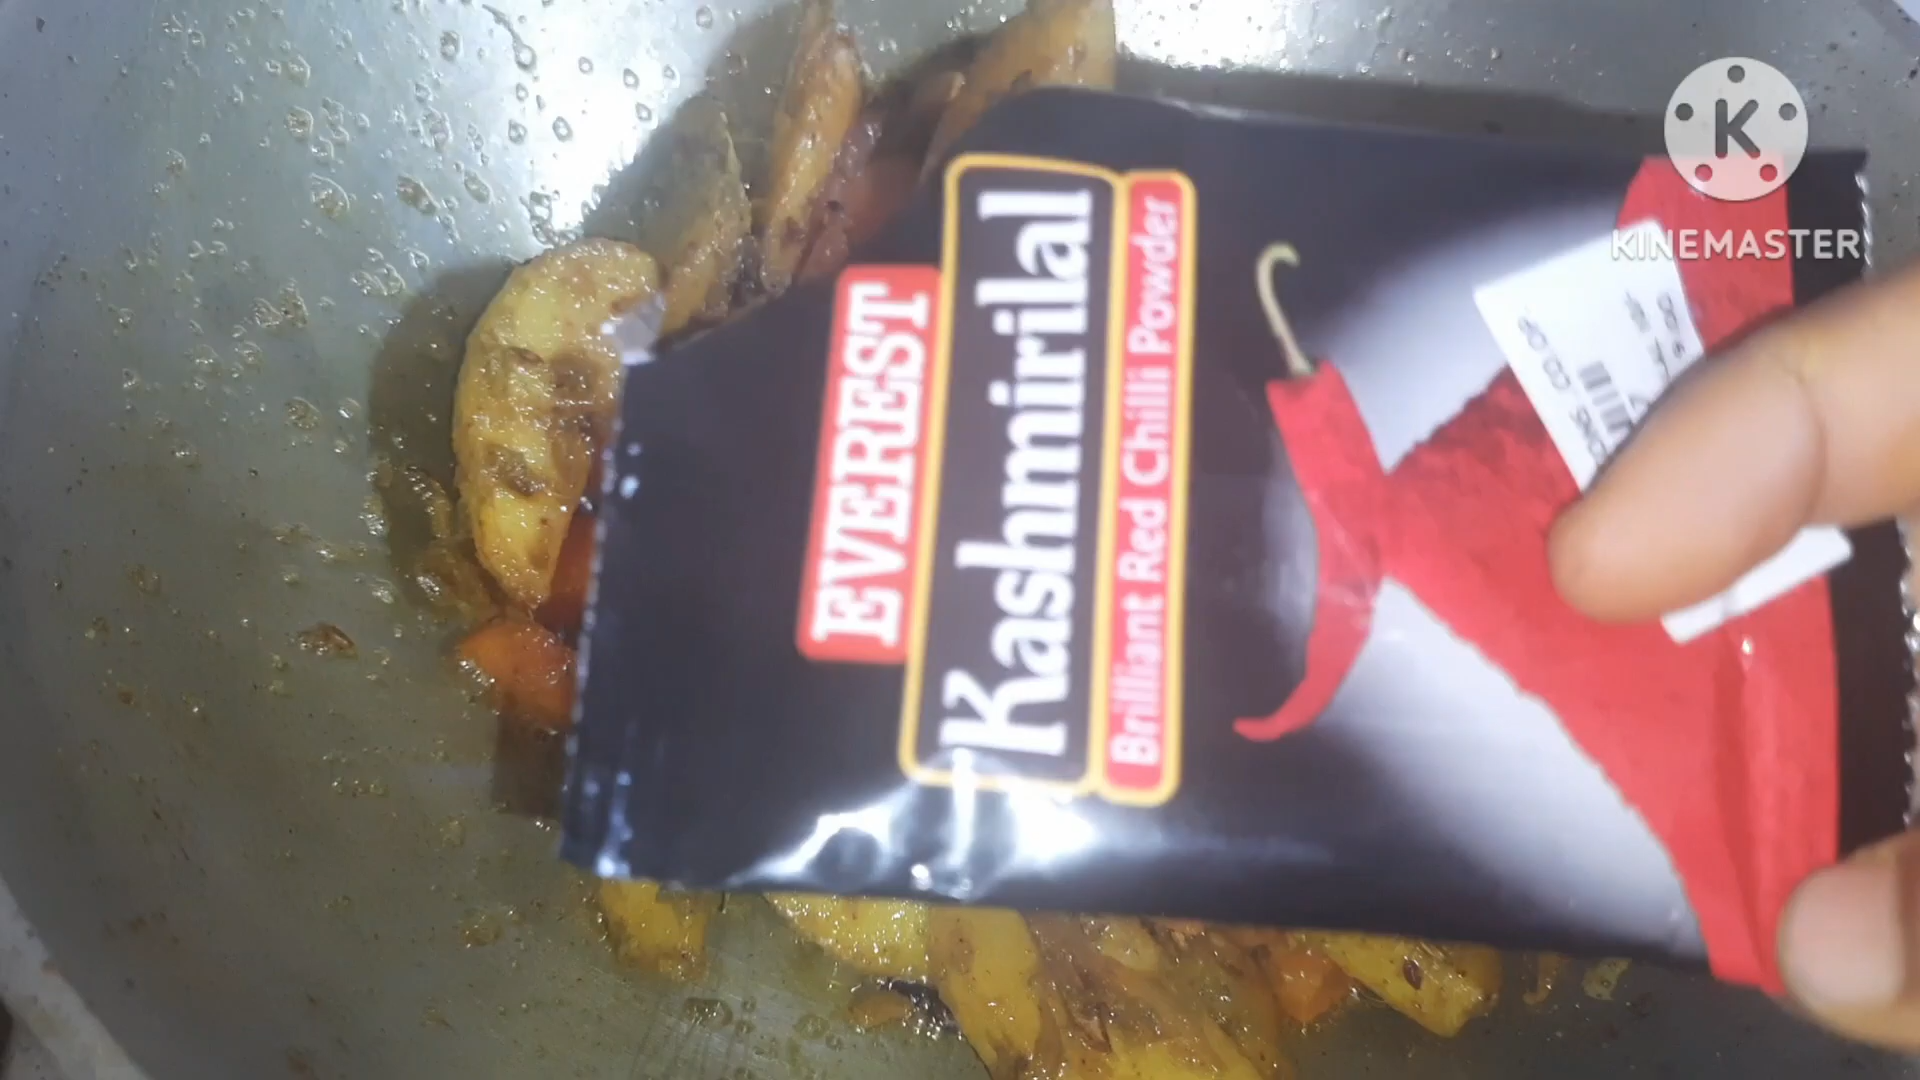 EVEREST
Kashmirilal
Brilliant Red Chilli Powder
K
KINEMASTER